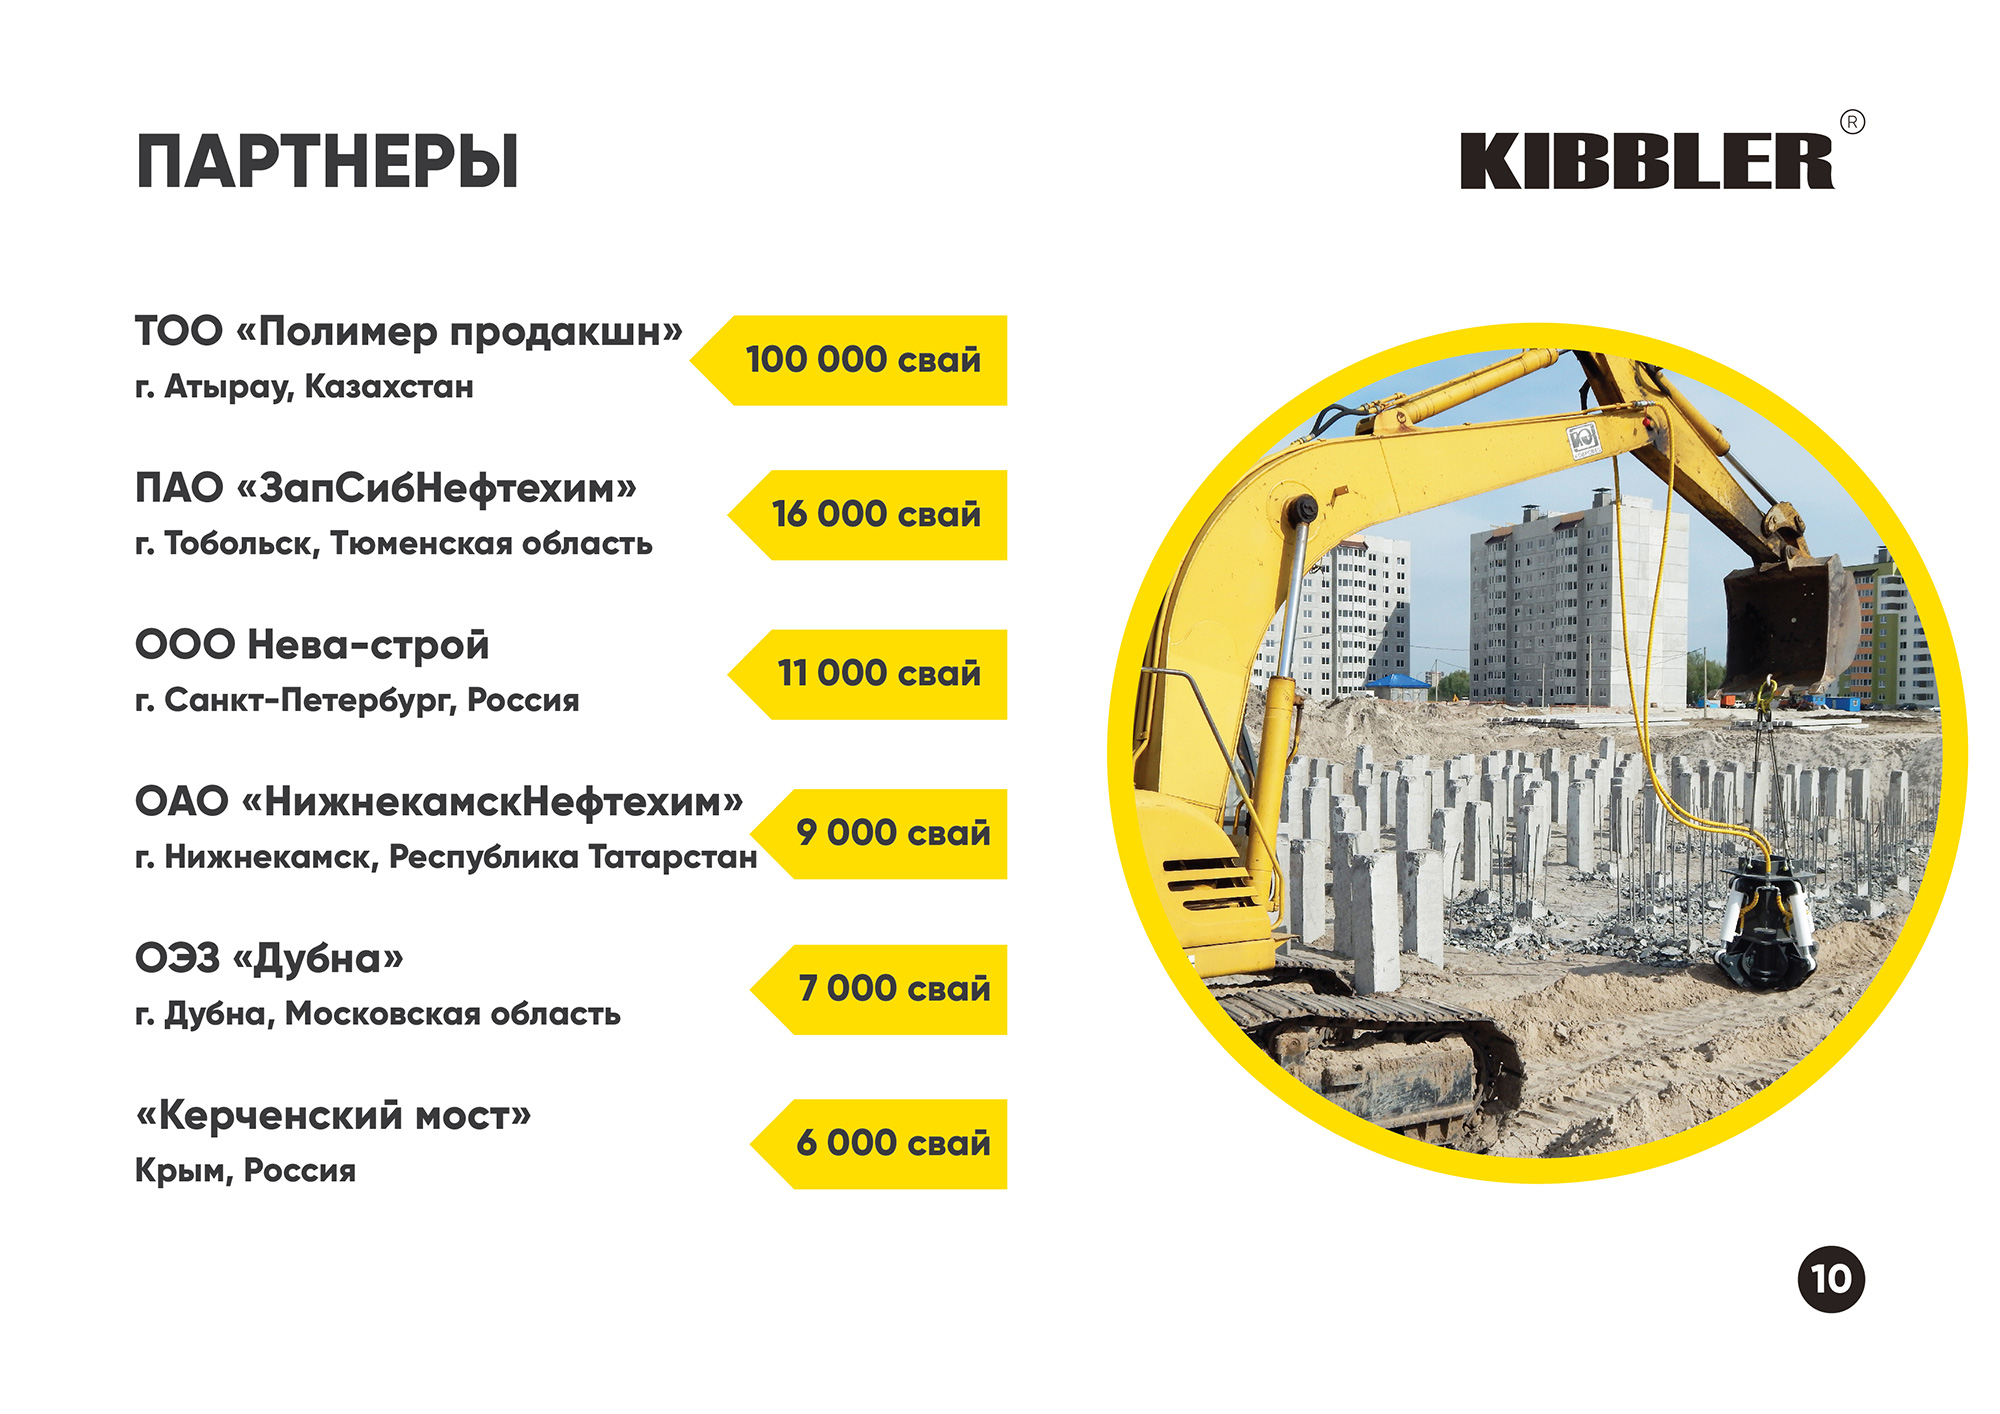 ПАРТНЕРЫ
KIBBLER ®
ТОО «Полимер продакшн»
г. Атырау, Казахстан
100 000 свай
ПАО «ЗапСибНефтехим»
г. Тобольск, Тюменская область
16 000 свай
ООО Нева-строй
г. Санкт-Петербург, Россия
11 000 свай
ОАО «НижнекамскНефтехим»
г. Нижнекамск, Республика Татарстан
9 000 свай
ОЭЗ «Дубна»
г. Дубна, Московская область
7 000 свай
«Керченский мост»
Крым, Россия
6 000 свай
10